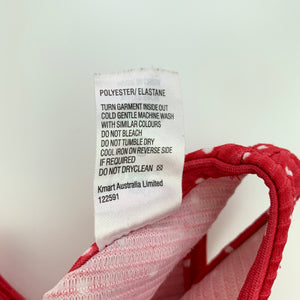 POLYESTER/ ELASTANE
TURN GARMENT INSIDE OUT
COLD GENTLE MACHINE WASH
WITH SIMILAR COLOURS
DO NOT BLEACH
DO NOT TUMBLE DRY
COOL IRON ON REVERSE SIDE
IF REQUIRED
DO NOT DRYCLEAN
Kmart Australia Limited
122591